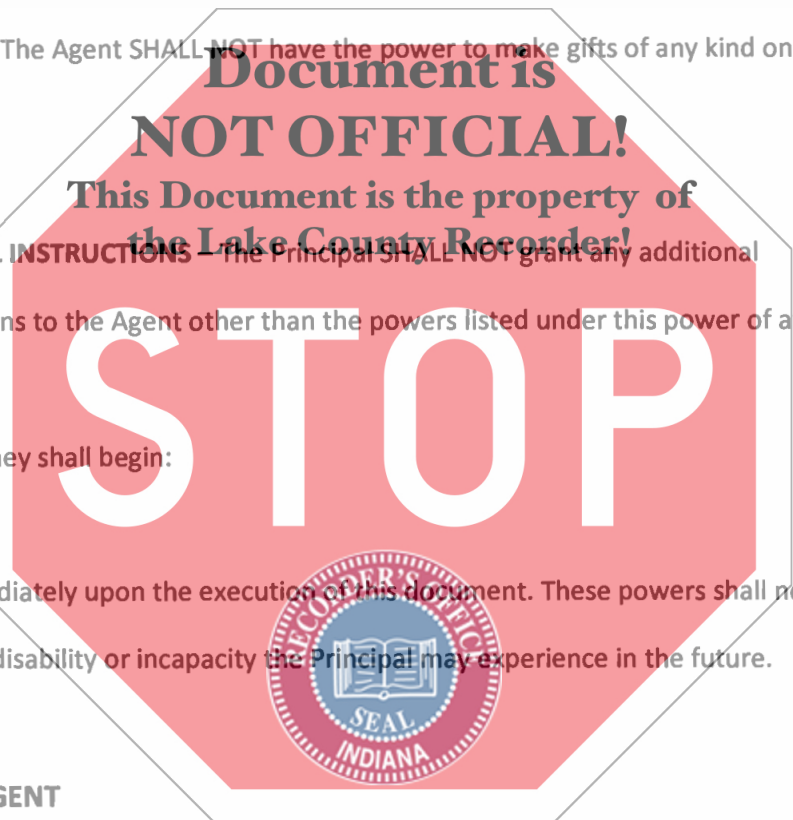 The Agent SHALL NOT have the power to make gifts of any kind on
Document is
NOT OFFICIAL!
This Document is the property of
the Lake County Recorder!
INSTRUCTIONS – The Principal SHALL NOT grant any additional
ns to the Agent other than the powers listed under this power of a
STOP
ey shall begin:
diately upon the execution of this document. These powers shall n
disability or incapacity the Principal may experience in the future.
RECORDER'S OFFICE
SEAL
INDIANA
GENT